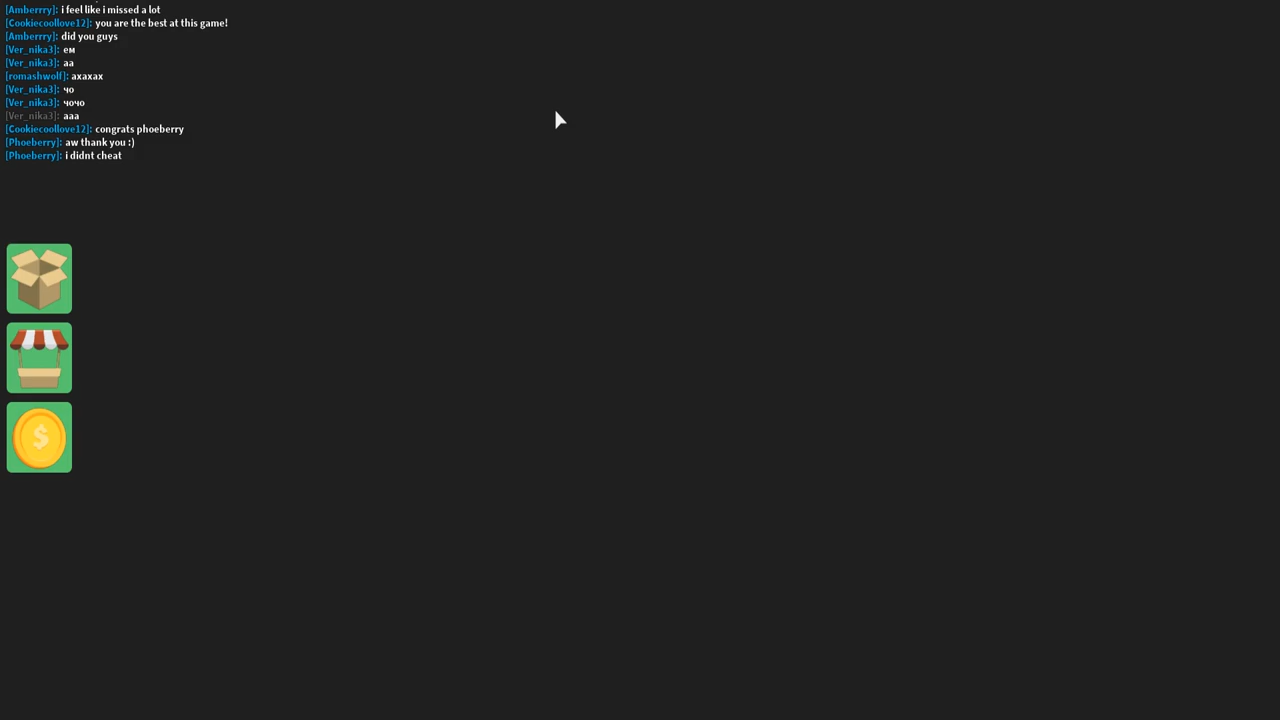 [Amberrry]: i feel like i missed a lot
[Cookiecoollove12]: you are the best at this game!
[Amberrry]: did you guys
[Ver_nika3]: ем
[Ver_nika3]: аа
[romashwolf]: ахахах
[Ver_nika3]: чо
[Ver_nika3]: чочо
[Ver_nika3]: ааа
[Cookiecoollove12]: congrats phoeberry
[Phoeberry]: aw thank you :)
[Phoeberry]: i didnt cheat
$